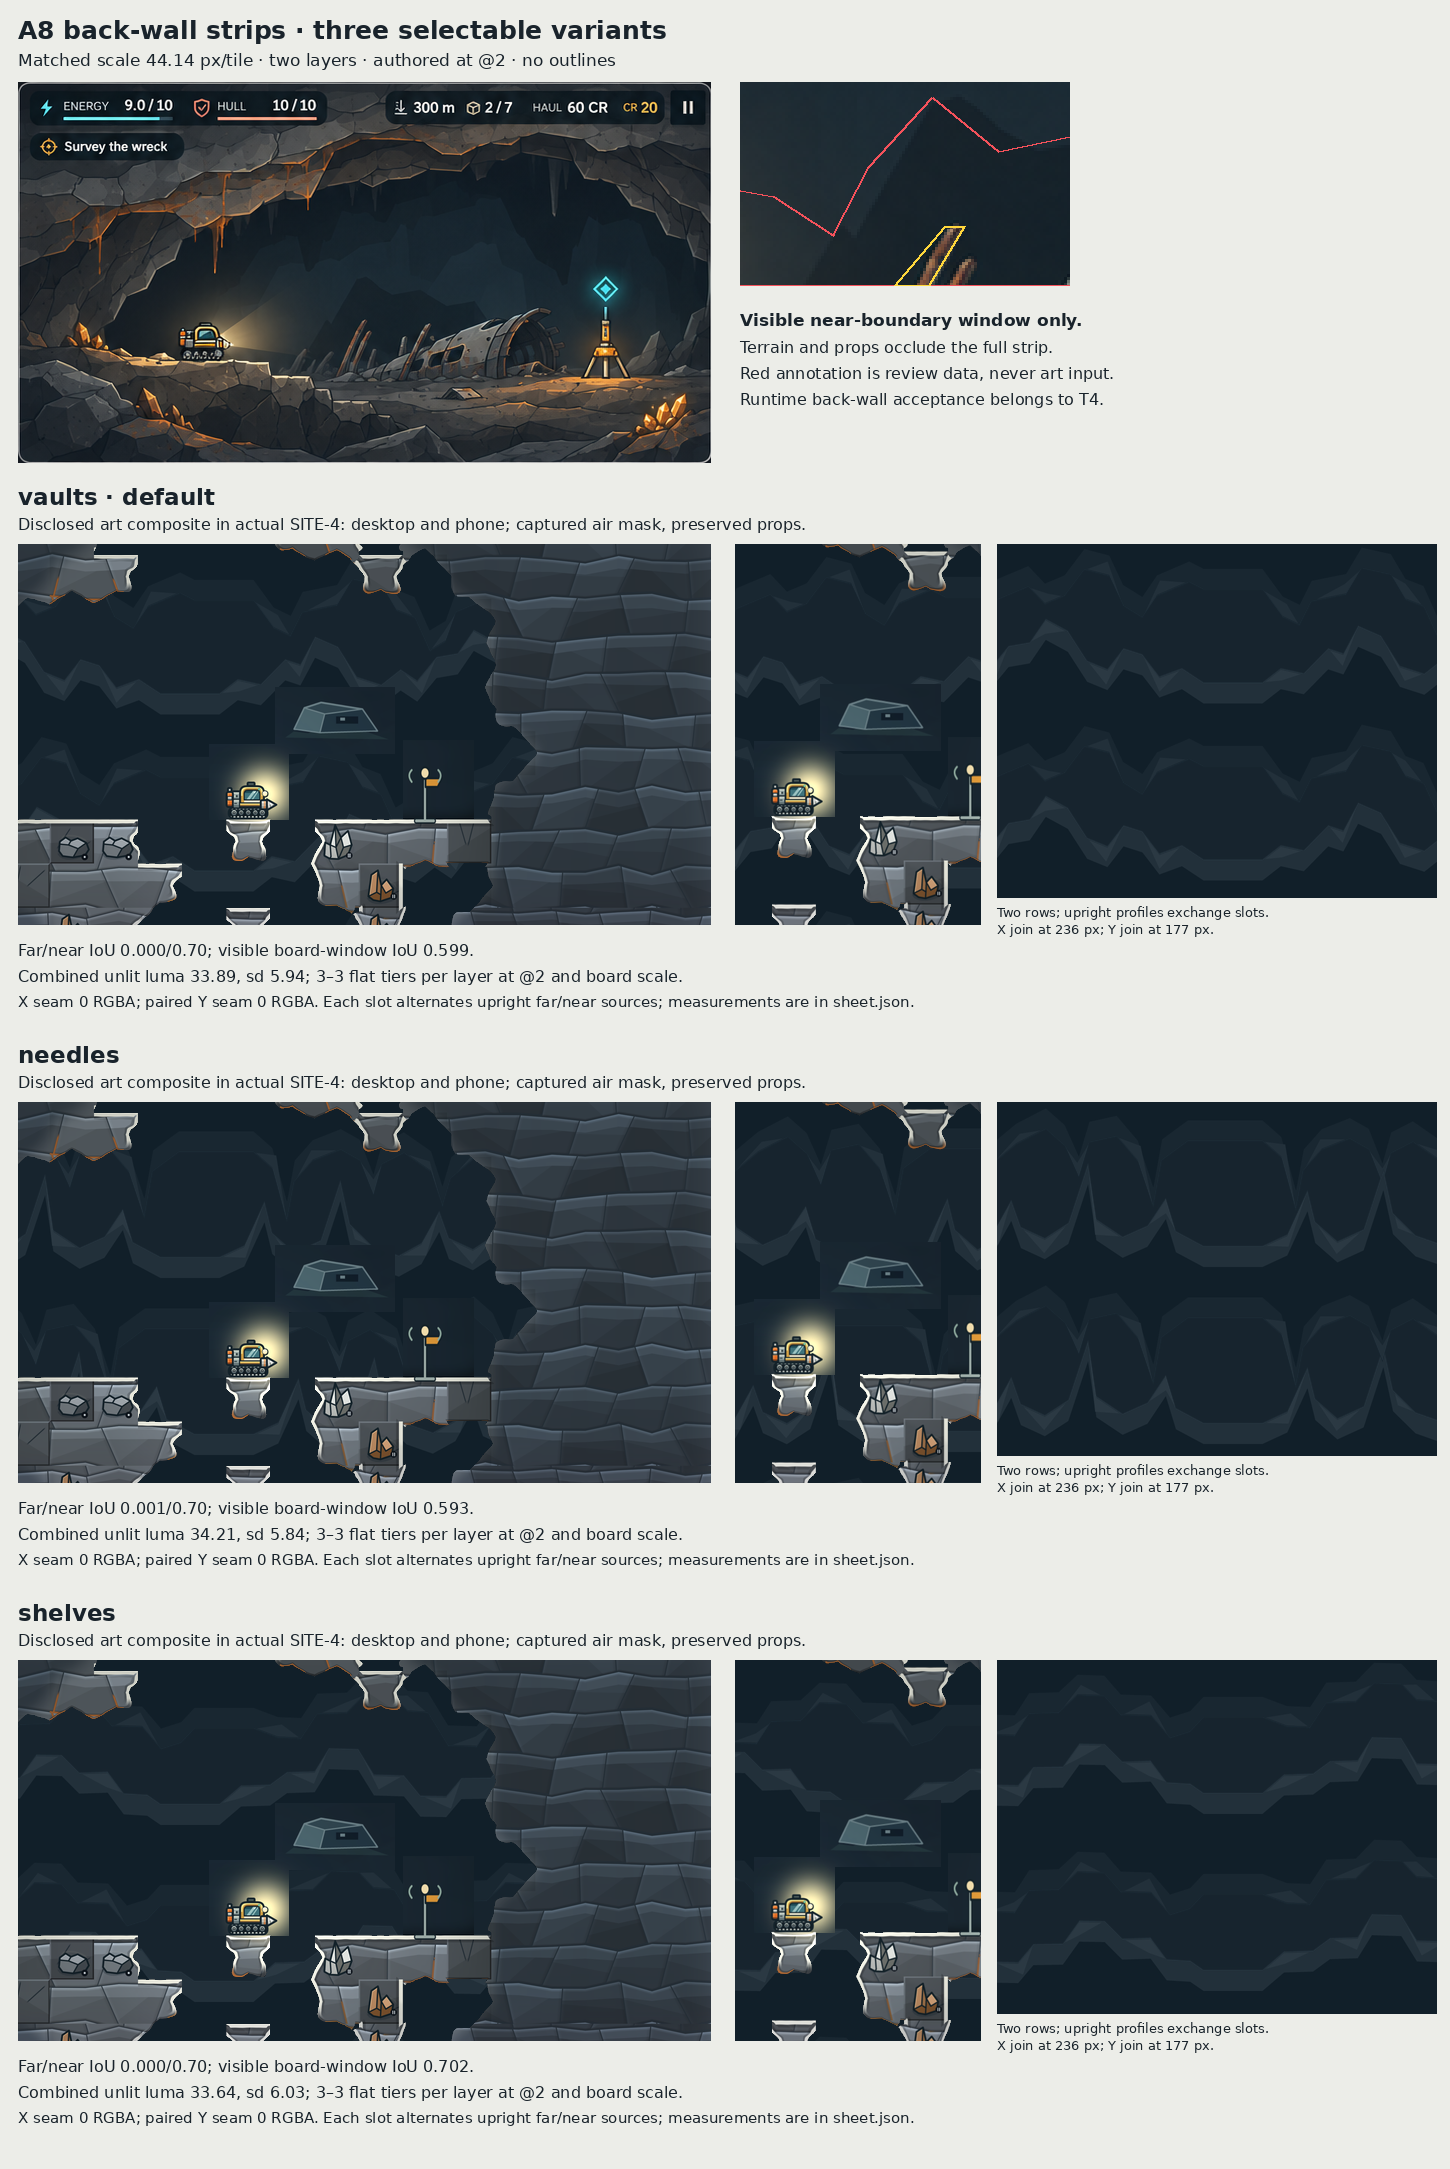 A8 back-wall strips · three selectable variants
Matched scale 44.14 px/tile · two layers · authored at @2 · no outlines
ENERGY 9.0 / 10 HULL 10 / 10 300 m 2 / 7 HAUL 60 CR CR 20
Survey the wreck
Visible near-boundary window only.
Terrain and props occlude the full strip.
Red annotation is review data, never art input.
Runtime back-wall acceptance belongs to T4.
vaults · default
Disclosed art composite in actual SITE-4: desktop and phone; captured air mask, preserved props.
Two rows; upright profiles exchange slots.
X join at 236 px; Y join at 177 px.
Far/near IoU 0.000/0.70; visible board-window IoU 0.599.
Combined unlit luma 33.89, sd 5.94; 3–3 flat tiers per layer at @2 and board scale.
X seam 0 RGBA; paired Y seam 0 RGBA. Each slot alternates upright far/near sources; measurements are in sheet.json.
needles
Disclosed art composite in actual SITE-4: desktop and phone; captured air mask, preserved props.
Two rows; upright profiles exchange slots.
X join at 236 px; Y join at 177 px.
Far/near IoU 0.001/0.70; visible board-window IoU 0.593.
Combined unlit luma 34.21, sd 5.84; 3–3 flat tiers per layer at @2 and board scale.
X seam 0 RGBA; paired Y seam 0 RGBA. Each slot alternates upright far/near sources; measurements are in sheet.json.
shelves
Disclosed art composite in actual SITE-4: desktop and phone; captured air mask, preserved props.
Two rows; upright profiles exchange slots.
X join at 236 px; Y join at 177 px.
Far/near IoU 0.000/0.70; visible board-window IoU 0.702.
Combined unlit luma 33.64, sd 6.03; 3–3 flat tiers per layer at @2 and board scale.
X seam 0 RGBA; paired Y seam 0 RGBA. Each slot alternates upright far/near sources; measurements are in sheet.json.